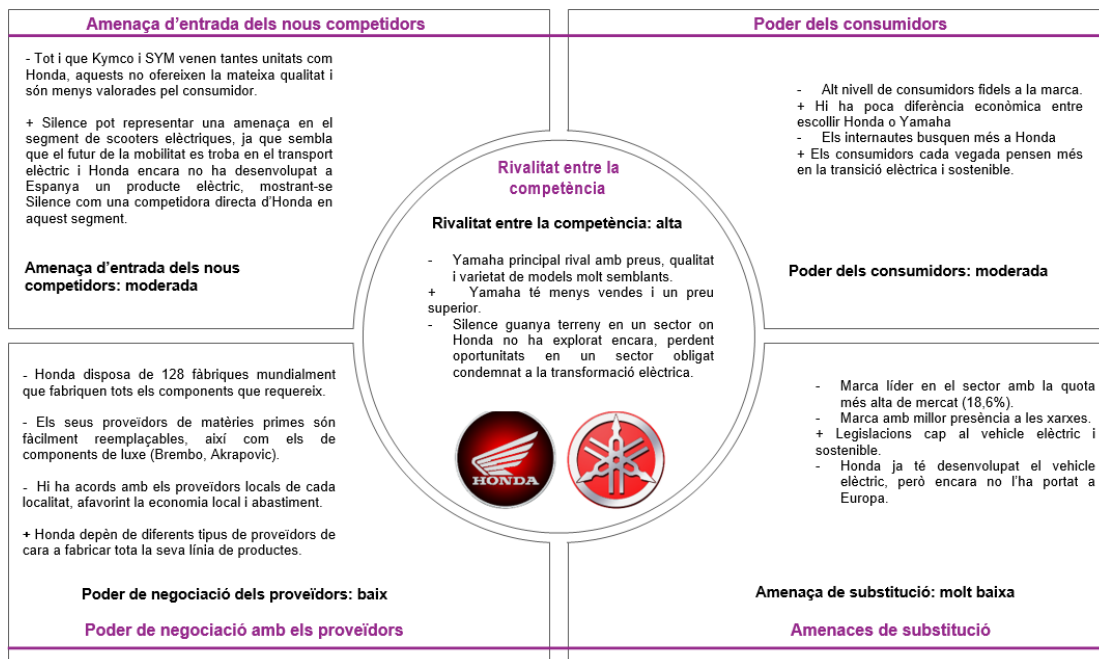 Amenaça d’entrada dels nous competidors
- Tot i que Kymco i SYM venen tantes unitats com
Honda, aquests no ofereixen la mateixa qualitat i
són menys valorades pel consumidor.
+ Silence pot representar una amenaça en el
segment de scooters elèctriques, ja que sembla
que el futur de la mobilitat es troba en el transport
elèctric i Honda encara no ha desenvolupat a
Espanya un producte elèctric, mostrant-se
Silence com una competidora directa d’Honda en
aquest segment.
Amenaça d’entrada dels nous
competidors: moderada
Poder dels consumidors
- Alt nivell de consumidors fidels a la marca.
+ Hi ha poca diferència econòmica entre
escollir Honda o Yamaha
- Els internautes busquen més a Honda
+ Els consumidors cada vegada pensen més
en la transició elèctrica i sostenible.
Poder dels consumidors: moderada
Rivalitat entre la
competència
Rivalitat entre la competència: alta
- Yamaha principal rival amb preus, qualitat
i varietat de models molt semblants.
+ Yamaha té menys vendes i un preu
superior.
- Silence guanya terreny en un sector on
Honda no ha explorat encara, perdent
oportunitats en un sector obligat
condemnat a la transformació elèctrica.
HONDA
- Honda disposa de 128 fàbriques mundialment
que fabriquen tots els components que requereix.
- Els seus proveïdors de matèries primes són
fàcilment reemplaçables, així com els de
components de luxe (Brembo, Akrapovic).
- Hi ha acords amb els proveïdors locals de cada
localitat, afavorint la economia local i abastiment.
+ Honda depèn de diferents tipus de proveïdors de
cara a fabricar tota la seva línia de productes.
Poder de negociació dels proveïdors: baix
Poder de negociació amb els proveïdors
- Marca líder en el sector amb la quota
més alta de mercat (18,6%).
- Marca amb millor presència a les xarxes.
+ Legislacions cap al vehicle elèctric i
sostenible.
- Honda ja té desenvolupat el vehicle
elèctric, però encara no l’ha portat a
Europa.
Amenaça de substitució: molt baixa
Amenaces de substitució